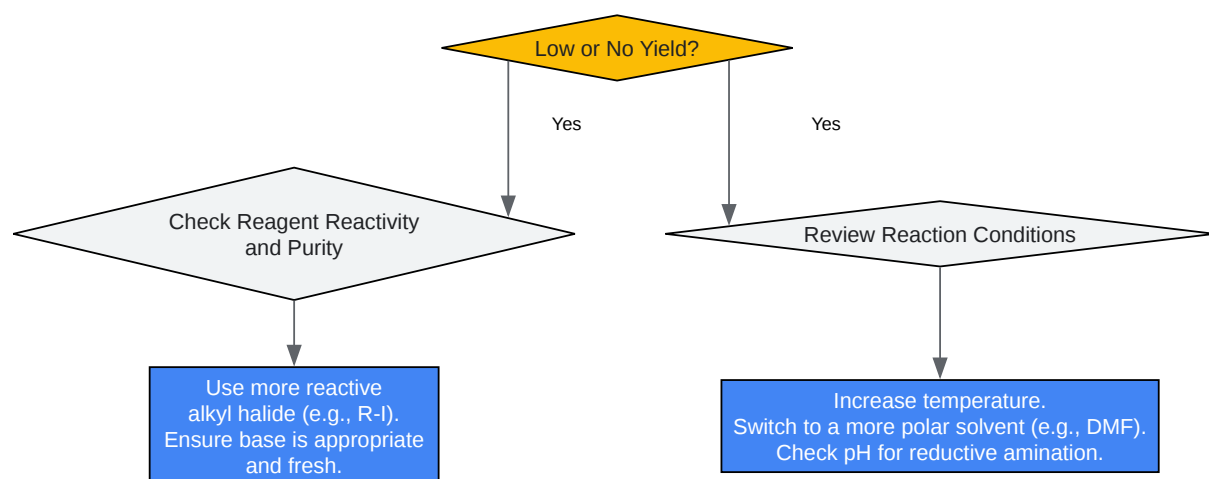 Low or No Yield?
Yes
Yes
Check Reagent Reactivity
and Purity
Review Reaction Conditions
Use more reactive
alkyl halide (e.g., R-I).
Ensure base is appropriate
and fresh.
Increase temperature.
Switch to a more polar solvent (e.g., DMF).
Check pH for reductive amination.